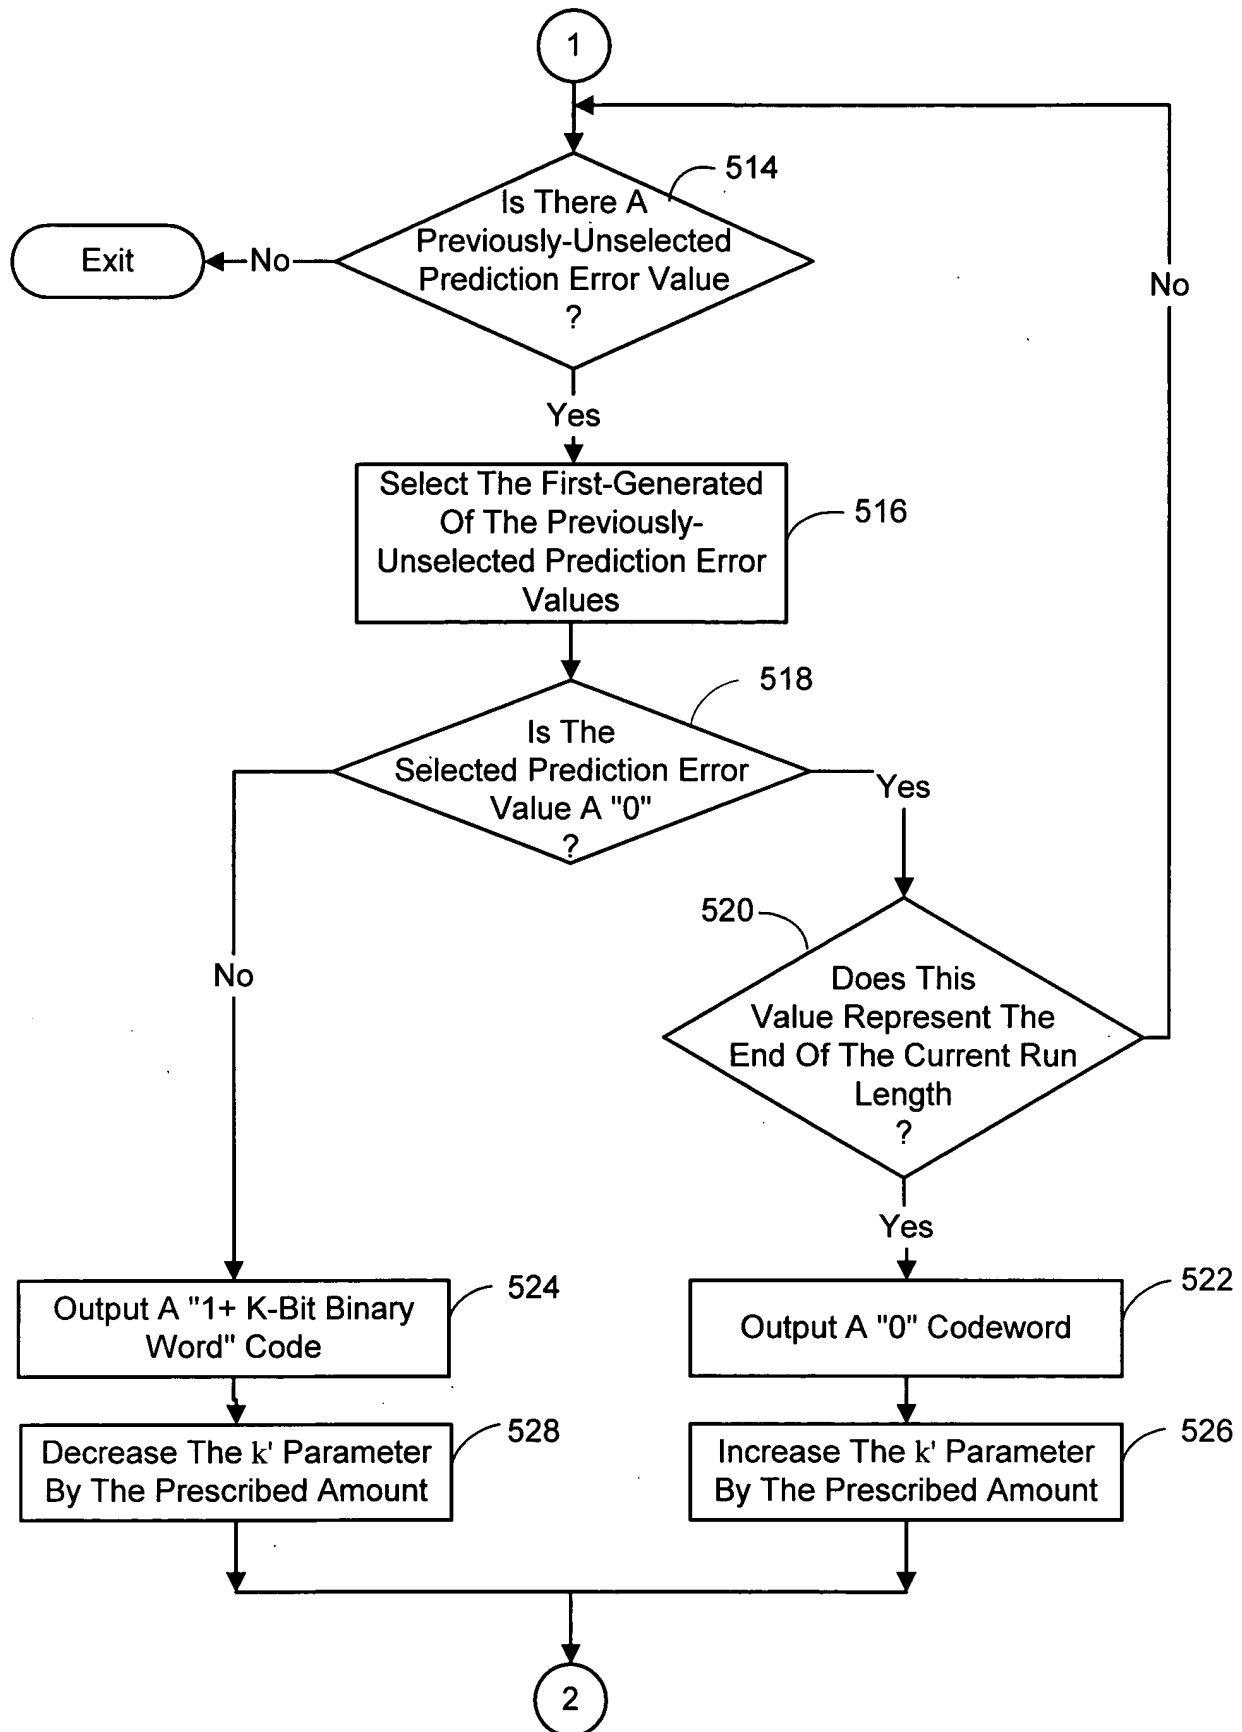 1
514
Is There A
Previously-Unselected
Prediction Error Value
?
Exit
No
No
Yes
Select The First-Generated
Of The Previously-
Unselected Prediction Error
Values
516
518
Is The
Selected Prediction Error
Value A "0"
?
Yes
No
520
Does This
Value Represent The
End Of The Current Run
Length
?
Yes
Output A "1+ K-Bit Binary
Word" Code
524
Output A "0" Codeword
522
Decrease The k' Parameter
By The Prescribed Amount
528
Increase The k' Parameter
By The Prescribed Amount
526
2